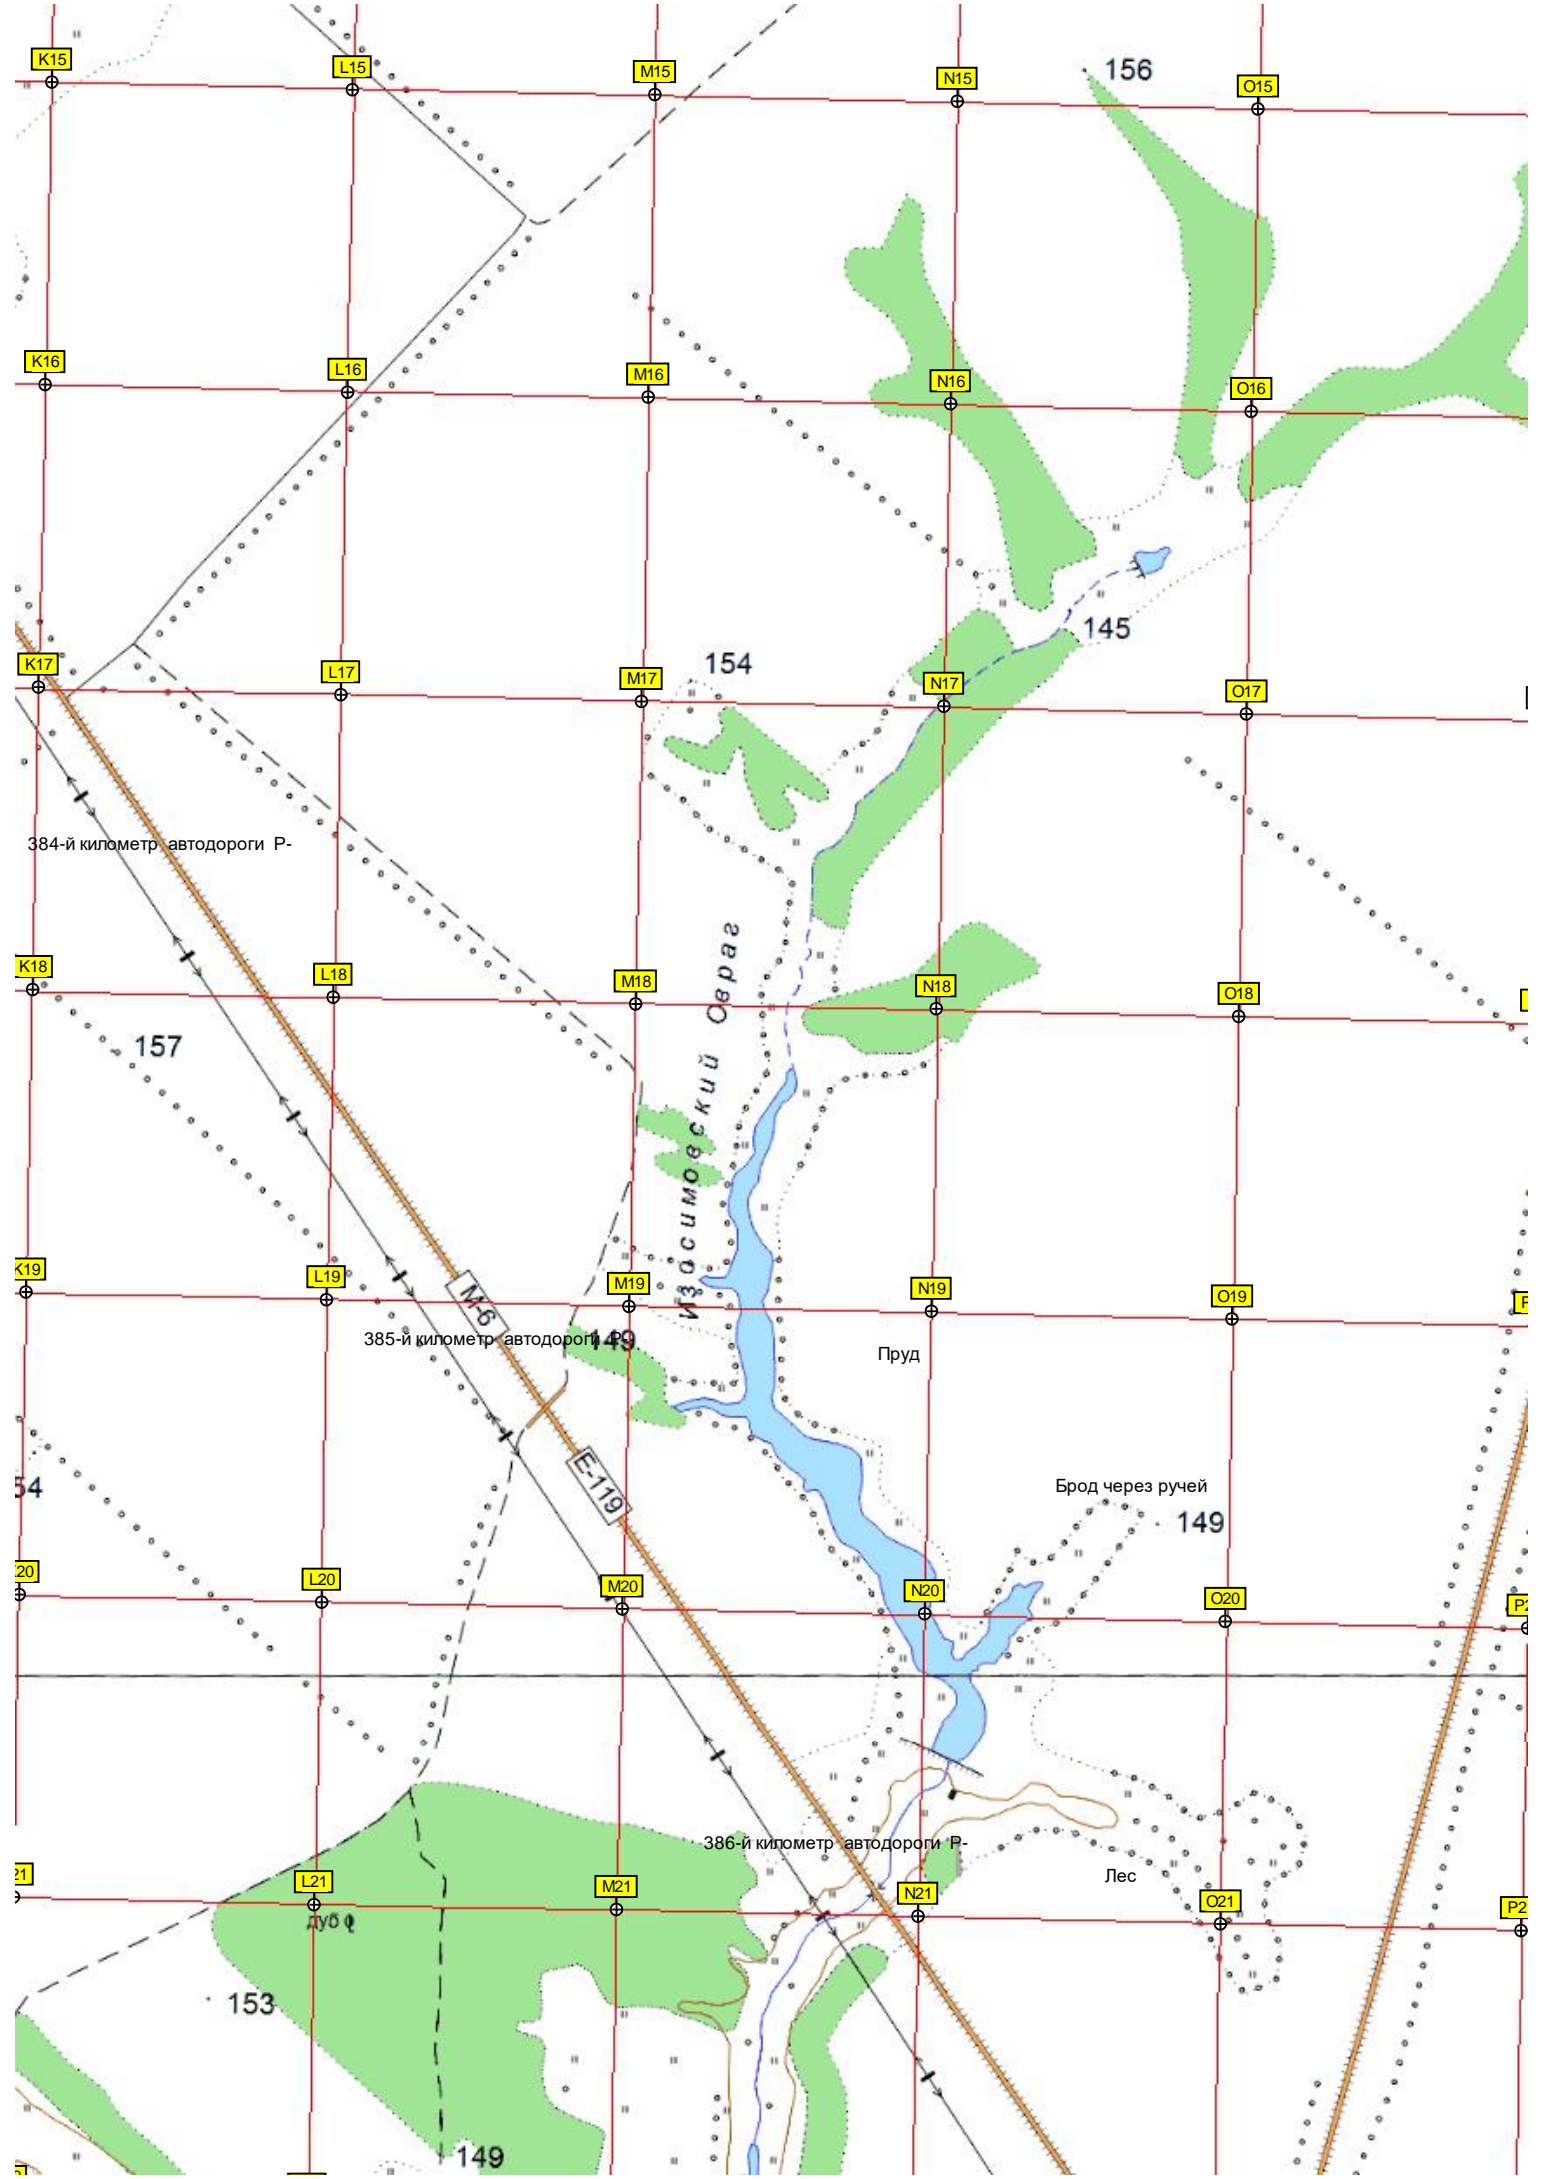 K15
L15
M15
N15
156
O15
K16
L16
M16
N16
O16
145
154
K17
L17
M17
N17
O17
384-й километр автодороги Р-
K18
L18
M18
N18
O18
157
Изосимовский Овраг
K19
L19
M19
N19
O19
M-6
385-й километр автодороги Р-
149
Пруд
E-119
54
Брод через ручей
149
20
L20
M20
N20
O20
P2
386-й километр автодороги Р-
Лес
21
L21
M21
N21
O21
P2
дуб
153
149